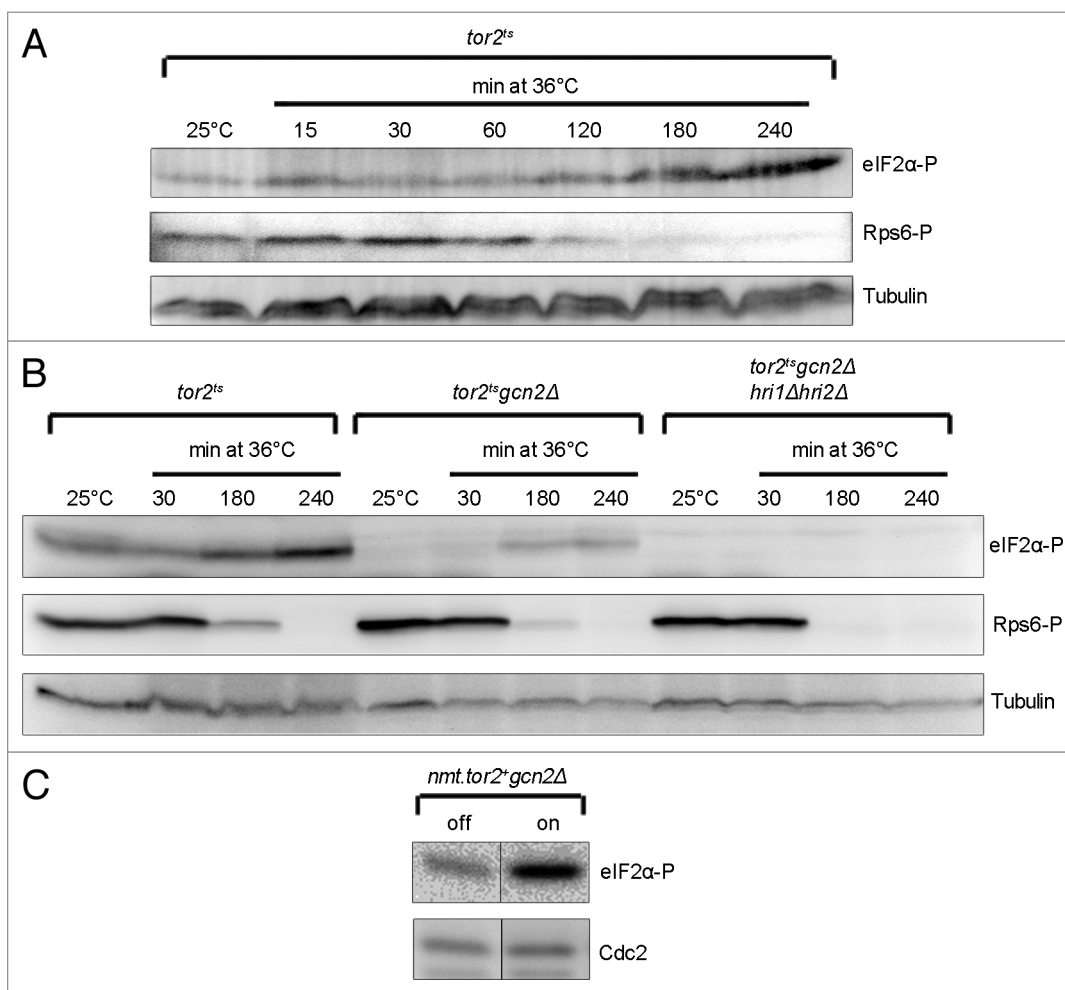 A
tor2ts
min at 36°C
25°C 15 30 60 120 180 240
eIF2α-P
Rps6-P
Tubulin
B
tor2ts tor2tsgcn2Δ tor2tsgcn2Δ
hri1Δhri2Δ
min at 36°C min at 36°C min at 36°C
25°C 30 180 240 25°C 30 180 240 25°C 30 180 240
eIF2α-P
Rps6-P
Tubulin
C
nmt.tor2+gcn2Δ
off on
eIF2α-P
Cdc2